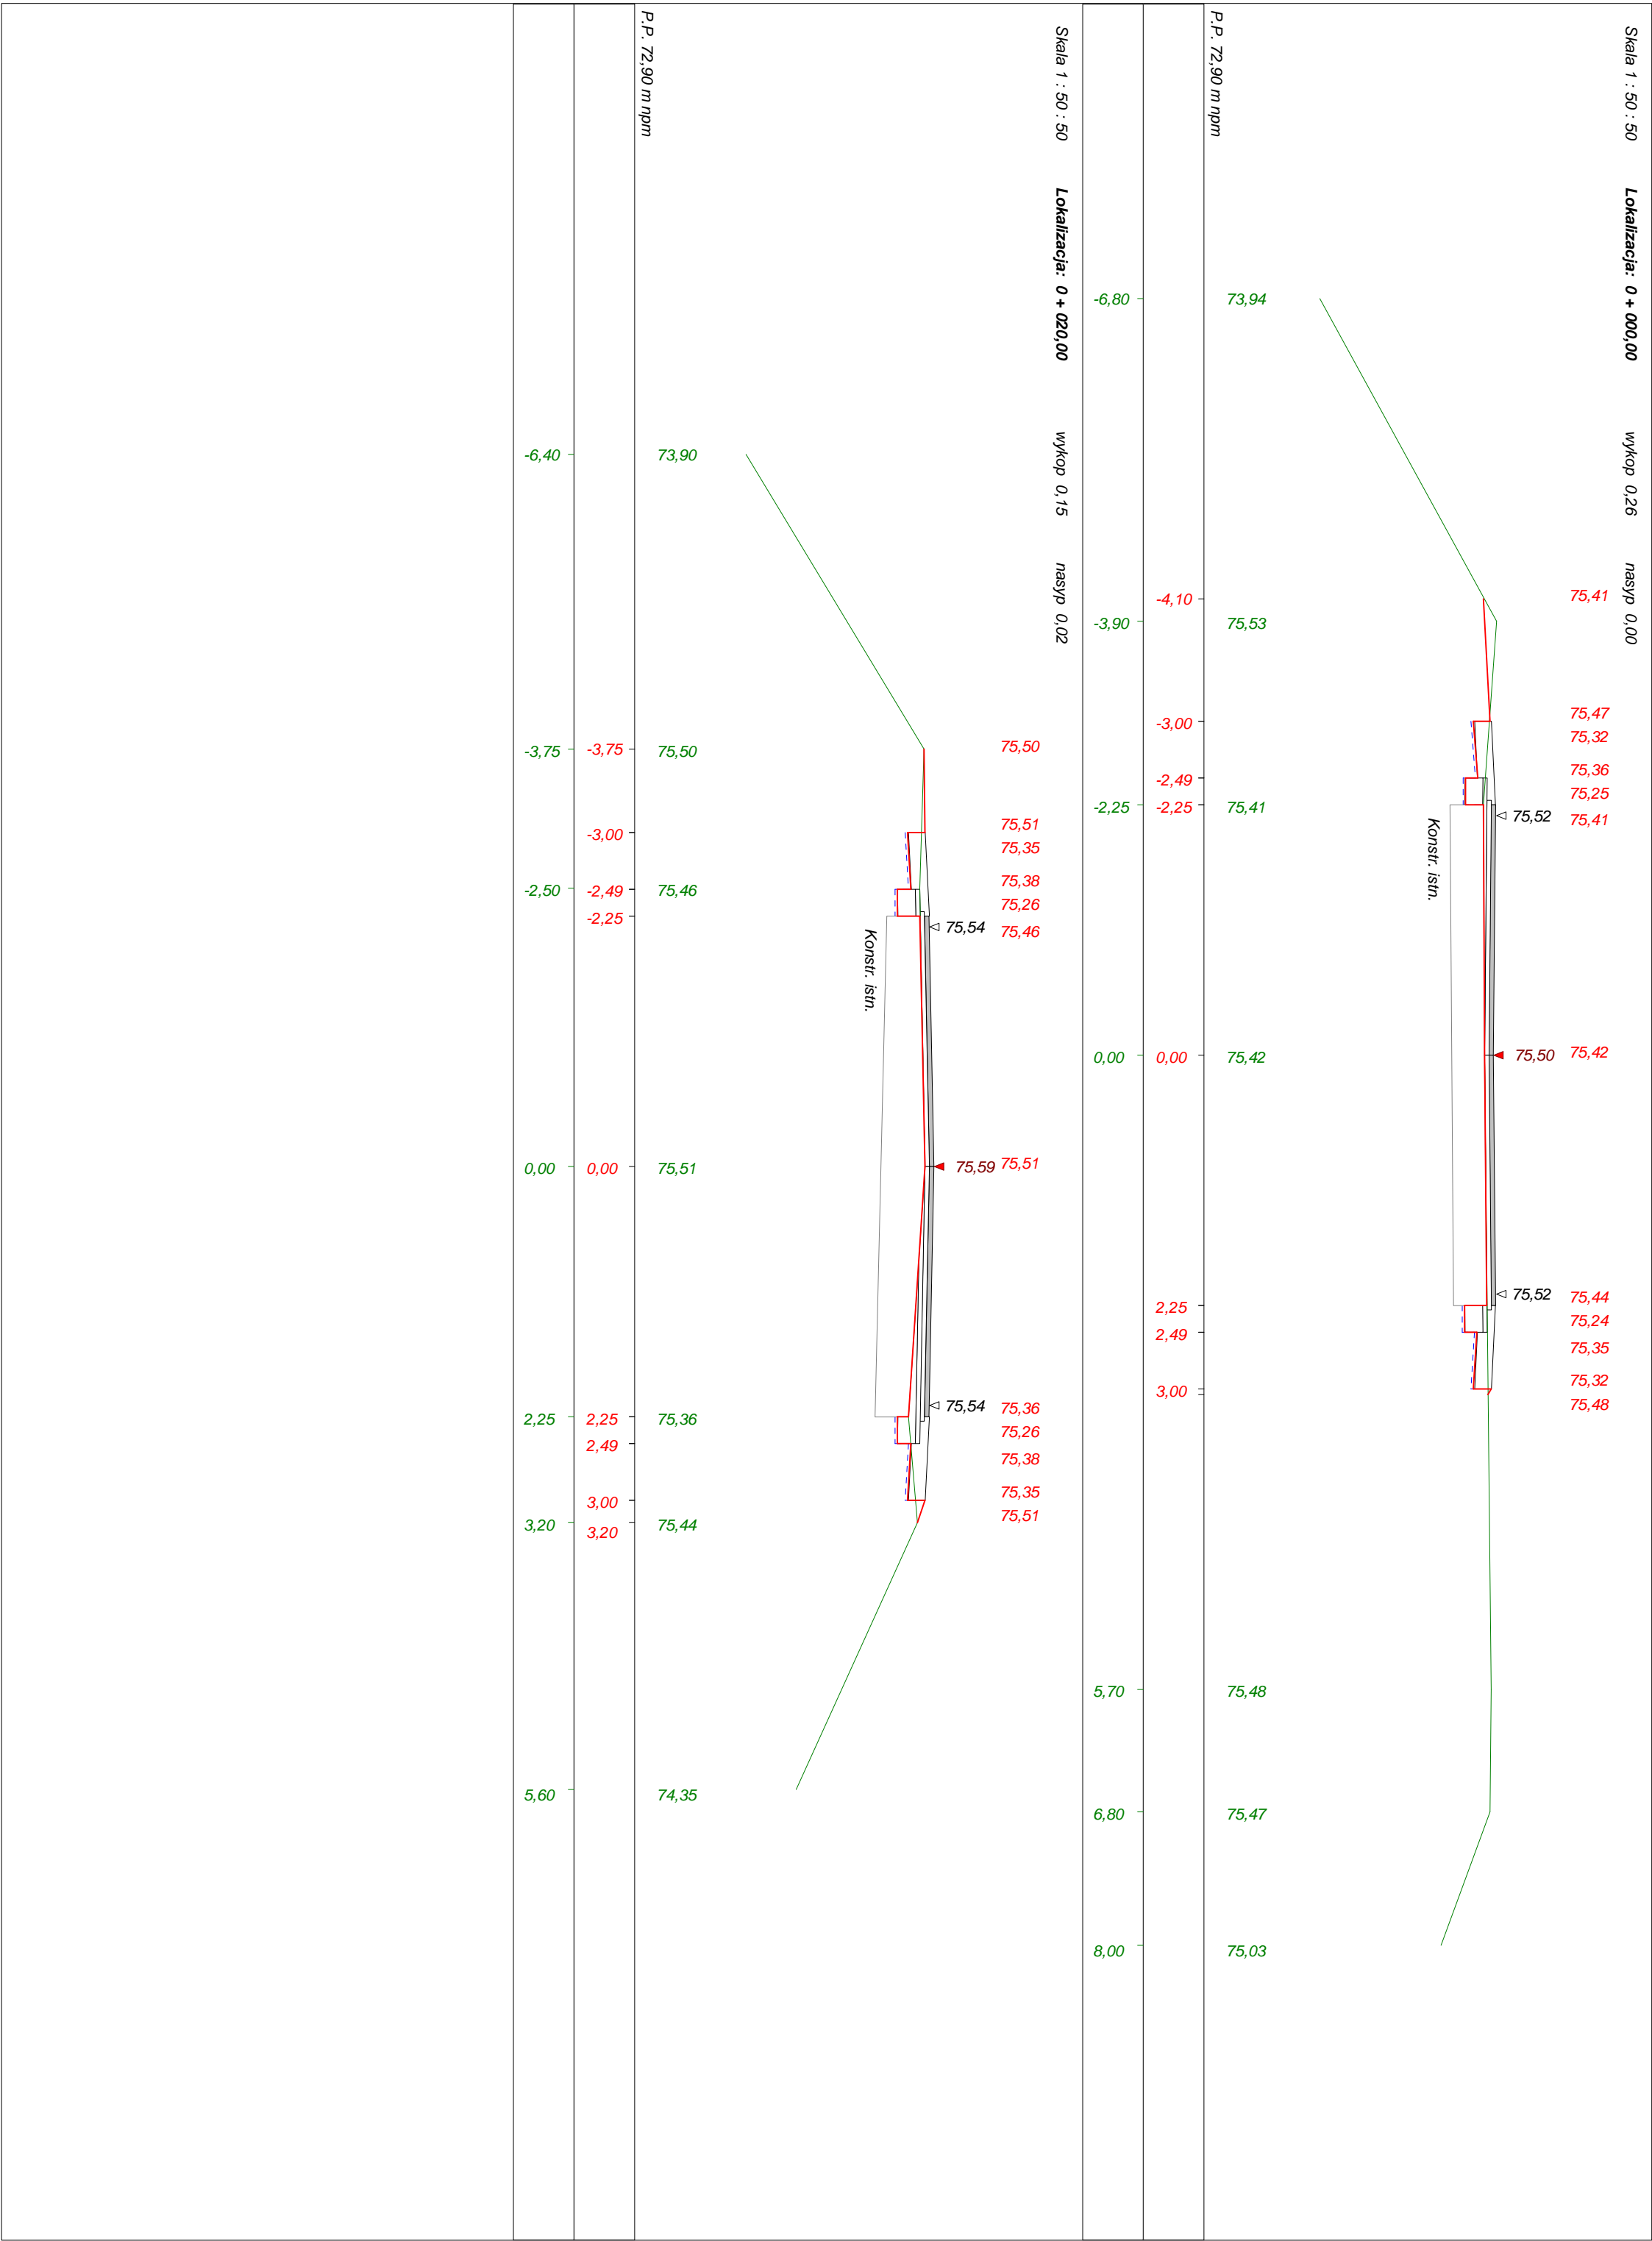 Skala 1 : 50 : 50 Lokalizacja: 0 + 000,00 wykop 0,26 nasyp 0,00
75,41 75,47 75,32 75,36 75,25 75,41 75,42 75,44 75,24 75,35 75,32 75,48
75,52 75,50 75,52
Konstr. istn.
73,94 75,53 75,41 75,42 75,48 75,47 75,03
P.P. 72,90 m npm
-4,10 -3,00 -2,49 -2,25 0,00 2,25 2,49 3,00
-6,80 -3,90 -2,25 0,00 5,70 6,80 8,00
Skala 1 : 50 : 50 Lokalizacja: 0 + 020,00 wykop 0,15 nasyp 0,02
75,50 75,51 75,35 75,38 75,26 75,46 75,51 75,36 75,26 75,38 75,35 75,51
75,54 75,59 75,54
Konstr. istn.
73,90 75,50 75,46 75,51 75,36 75,44 74,35
P.P. 72,90 m npm
-3,75 -3,00 -2,49 -2,25 0,00 2,25 2,49 3,00 3,20
-6,40 -3,75 -2,50 0,00 2,25 3,20 5,60